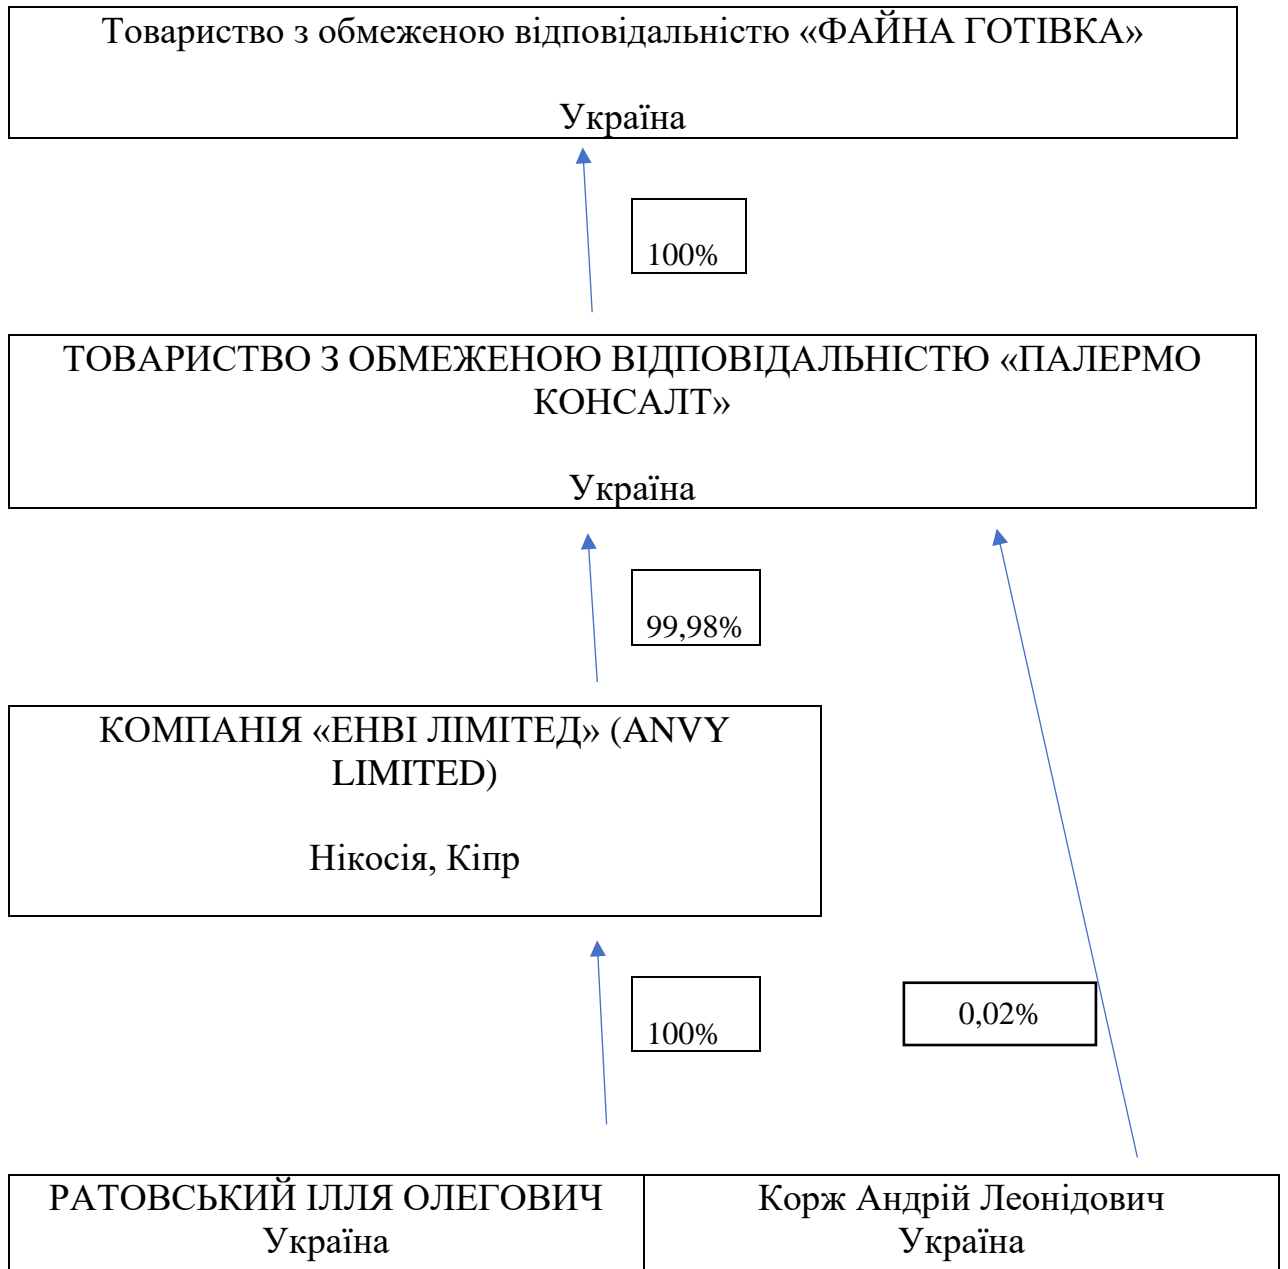 Товариство з обмеженою відповідальністю «ФАЙНА ГОТІВКА»
Україна
100%
ТОВАРИСТВО З ОБМЕЖЕНОЮ ВІДПОВІДАЛЬНІСТЮ «ПАЛЕРМО
КОНСАЛТ»
Україна
99,98%
КОМПАНІЯ «ЕНВІ ЛІМІТЕД» (ANVY
LIMITED)
Нікосія, Кіпр
100%
0,02%
РАТОВСЬКИЙ ІЛЛЯ ОЛЕГОВИЧ
Україна
Корж Андрій Леонідович
Україна